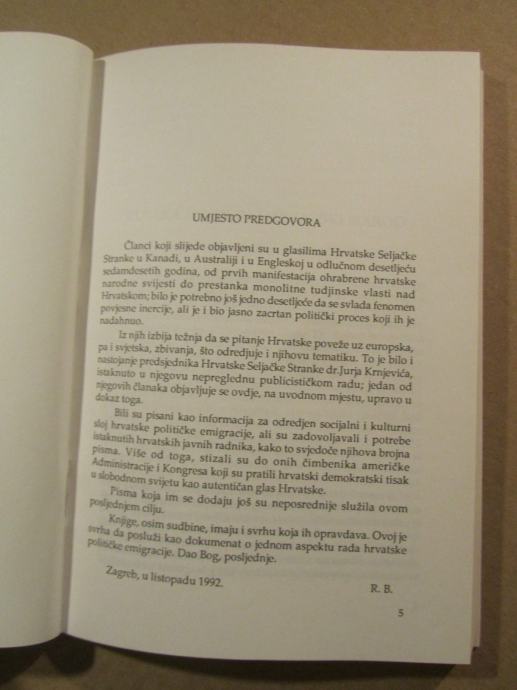 UMJESTO PREDGOVORA
Članci koji slijede objavljeni su u glasilima Hrvatske Seljačke
Stranke u Kanadi, u Australiji i u Engleskoj u odlučnom desetljeću
sedamdesetih godina, od prvih manifestacija ohrabrene hrvatske
narodne svijesti do prestanka monolitne tudjinske vlasti nad
Hrvatskom; bilo je potrebno još jedno desetljeće da se svlada fenomen
povjesne inercije, ali je i bio jasno zacrtan politički proces koji ih je
nadahnuo.
Iz njih izbija težnja da se pitanje Hrvatske poveže uz europska,
pa i svjetska, zbivanja, što odredjuje i njihovu tematiku. To je bilo i
nastojanje predsjednika Hrvatske Seljačke Stranke dr.Jurja Krnjevića,
istaknuto u njegovu nepreglednu publicističkom radu; jedan od
njegovih članaka objavljuje se ovdje, na uvodnom mjestu, upravo u
dokaz toga.
Bili su pisani kao informacija za odredjen socijalni i kulturni
sloj hrvatske političke emigracije, ali su zadovoljavali i potrebe
istaknutih hrvatskih javnih radnika, kako to svjedoče njihova brojna
pisma. Više od toga, stizali su do onih čimbenika američke
Administracije i Kongresa koji su pratili hrvatski demokratski tisak
u slobodnom svijetu kao autentičan glas Hrvatske.
Pisma koja im se dodaju još su neposrednije služila ovom
posljednjem cilju.
Knjige, osim sudbine, imaju i svrhu koja ih opravdava. Ovoj je
svrha da posluži kao dokumenat o jednom aspektu rada hrvatske
političke emigracije. Dao Bog, posljednje.
Zagreb, u listopadu 1992.
R. B.
5